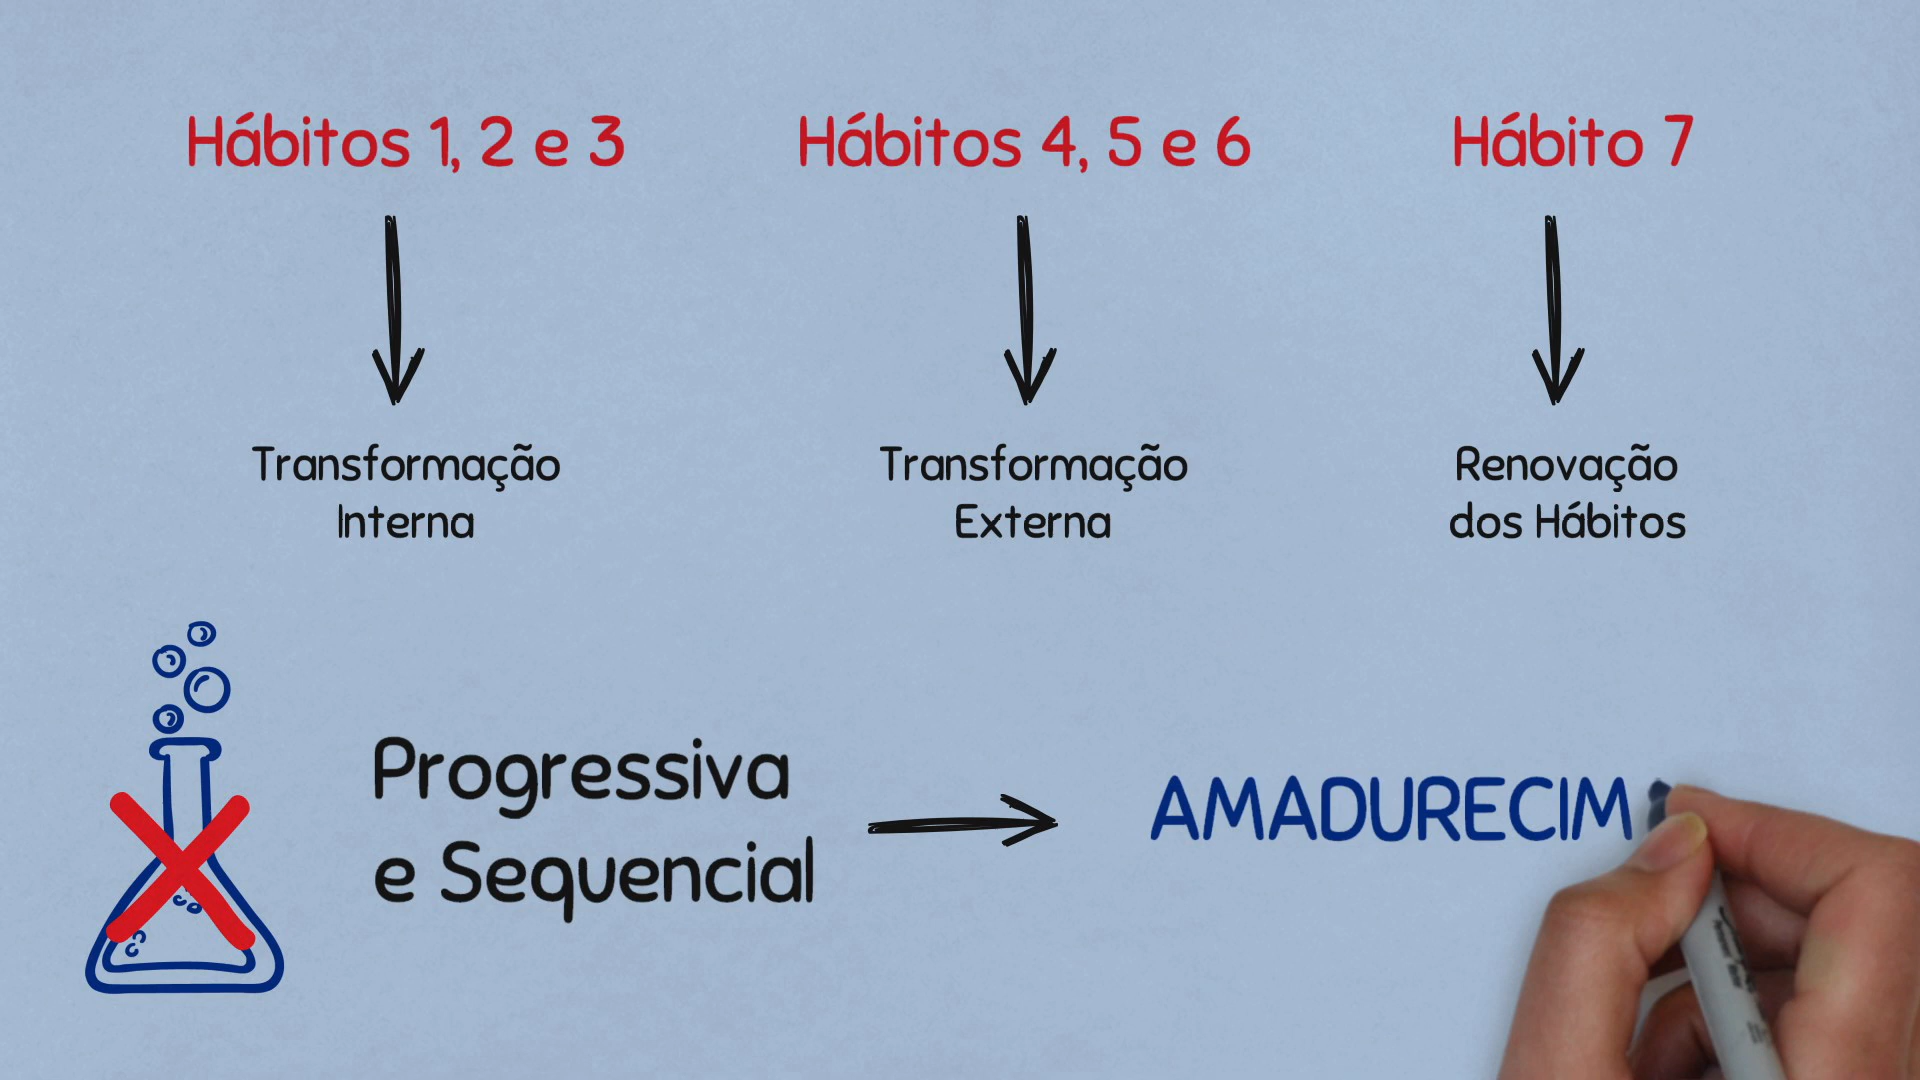 Hábitos 1, 2 e 3
Hábitos 4, 5 e 6
Hábito 7
Transformação
Interna
Transformação
Externa
Renovação
dos Hábitos
Progressiva
e Sequencial
AMADURECIM